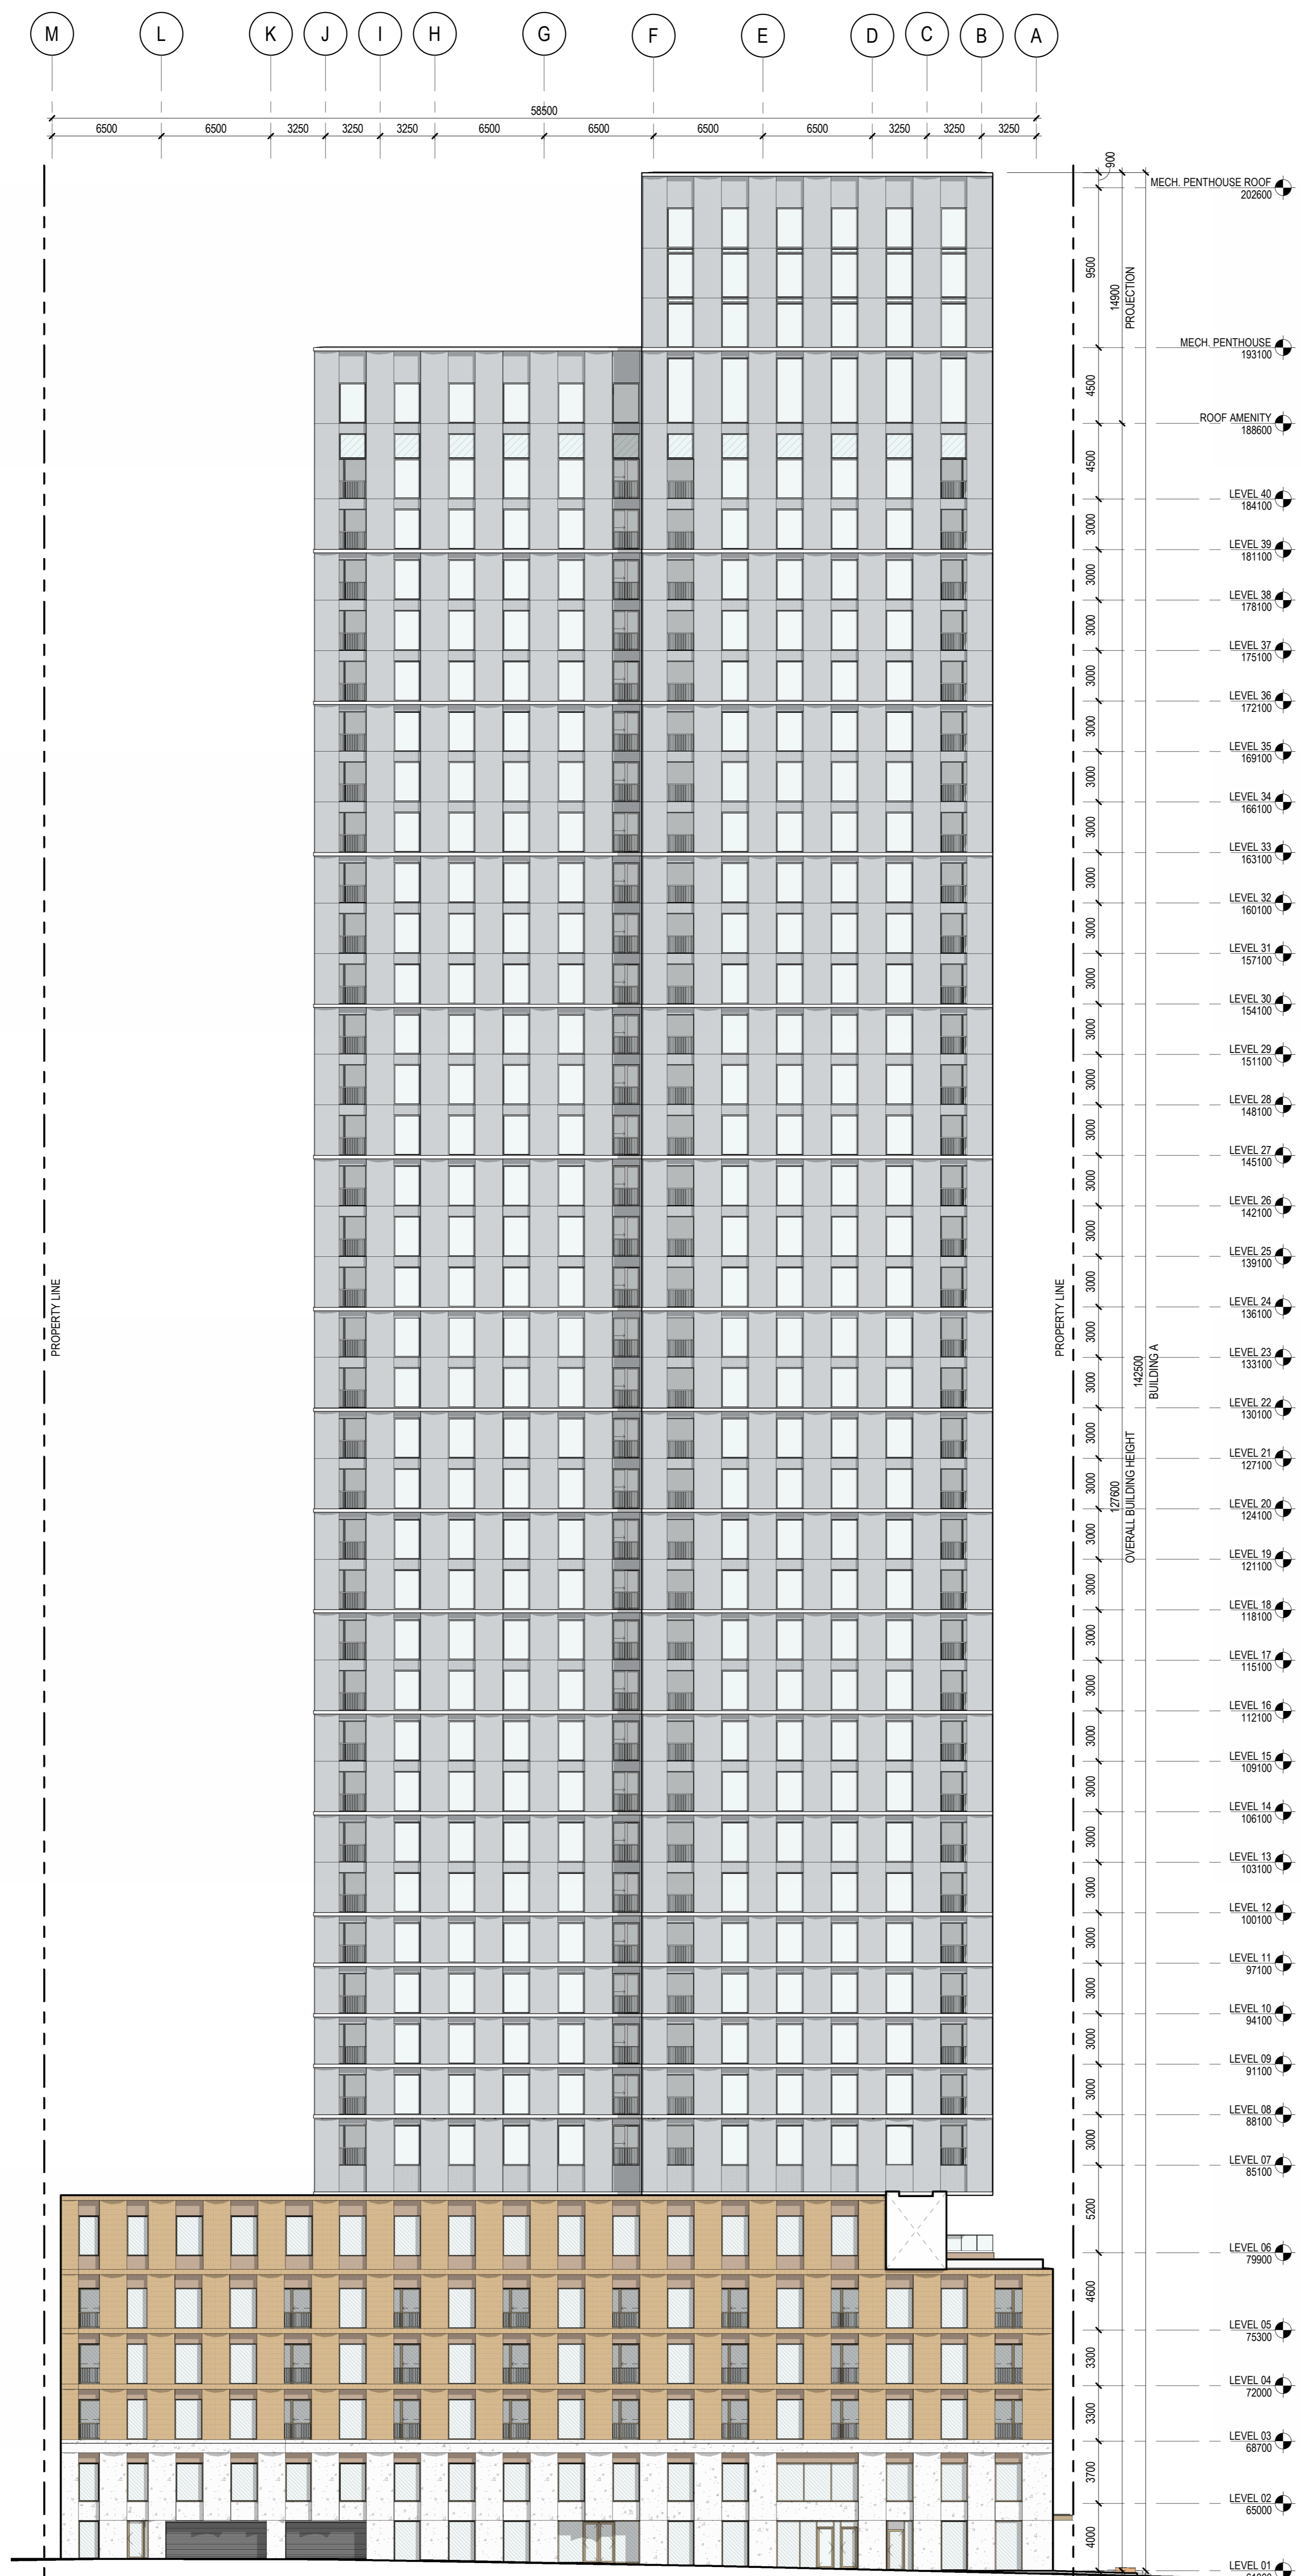 M L K J I H G F E D C B A
58500
6500 6500 3250 3250 3250 6500 6500 6500 6500 3250 3250 3250
900
MECH. PENTHOUSE ROOF
202600
9500
14900
PROJECTION
MECH. PENTHOUSE
193100
4500
ROOF AMENITY
188600
4500
LEVEL 40
184100
3000
LEVEL 39
181100
3000
LEVEL 38
178100
3000
LEVEL 37
175100
3000
LEVEL 36
172100
3000
LEVEL 35
169100
3000
LEVEL 34
166100
3000
LEVEL 33
163100
3000
LEVEL 32
160100
3000
LEVEL 31
157100
3000
LEVEL 30
154100
3000
LEVEL 29
151100
3000
LEVEL 28
148100
3000
LEVEL 27
145100
3000
LEVEL 26
142100
3000
LEVEL 25
139100
3000
LEVEL 24
136100
PROPERTY LINE
PROPERTY LINE
3000
LEVEL 23
133100
142500
BUILDING A
3000
LEVEL 22
130100
3000
LEVEL 21
127100
3000
LEVEL 20
124100
127600
OVERALL BUILDING HEIGHT
3000
LEVEL 19
121100
3000
LEVEL 18
118100
3000
LEVEL 17
115100
3000
LEVEL 16
112100
3000
LEVEL 15
109100
3000
LEVEL 14
106100
3000
LEVEL 13
103100
3000
LEVEL 12
100100
3000
LEVEL 11
97100
3000
LEVEL 10
94100
3000
LEVEL 09
91100
3000
LEVEL 08
88100
3000
LEVEL 07
85100
5200
LEVEL 06
79900
4600
LEVEL 05
75300
3300
LEVEL 04
72000
3300
LEVEL 03
68700
3700
LEVEL 02
65000
4000
LEVEL 01